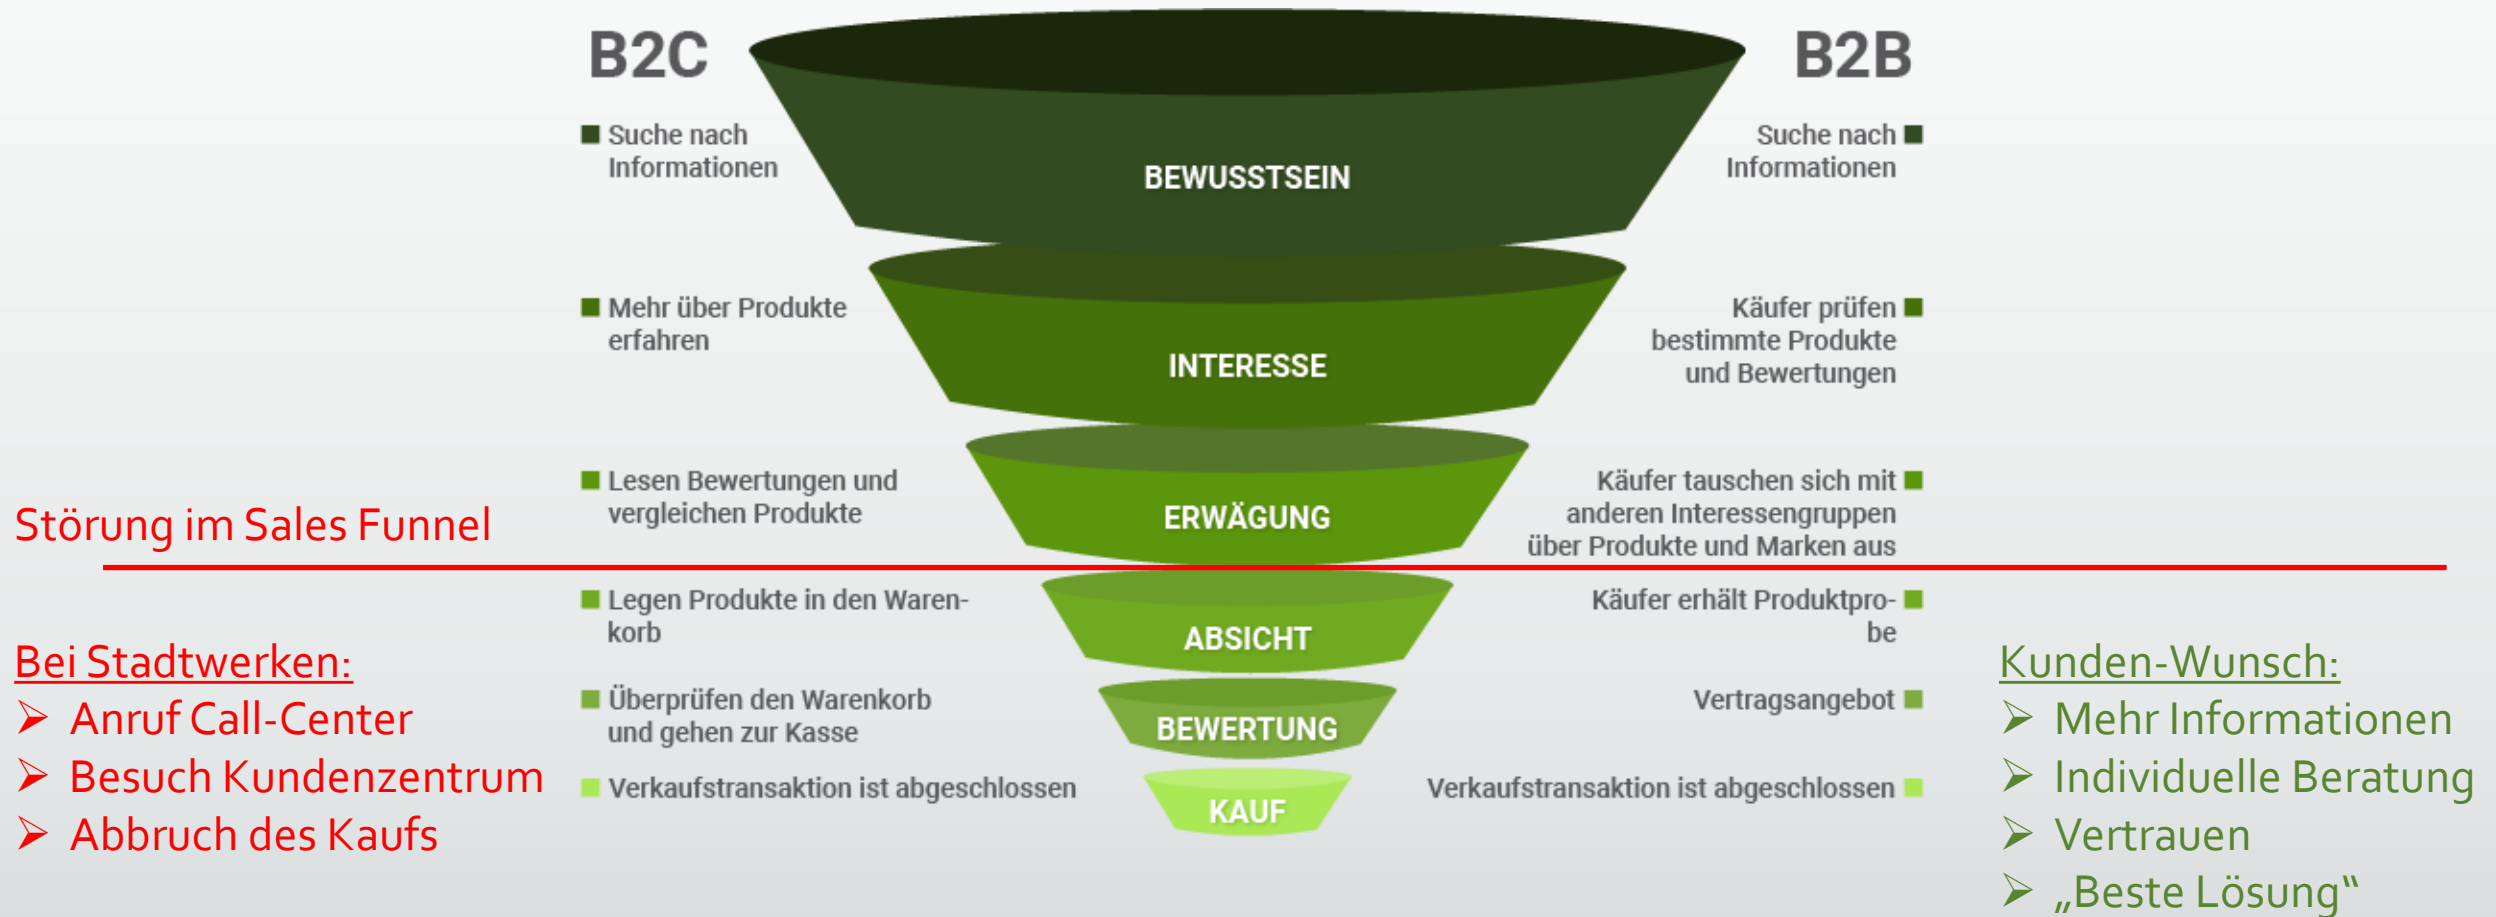 B2C
B2B
Suche nach
Informationen
BEWUSSTSEIN
Suche nach
Informationen
Mehr über Produkte
erfahren
INTERESSE
Käufer prüfen
bestimmte Produkte
und Bewertungen
Störung im Sales Funnel
Lesen Bewertungen und
vergleichen Produkte
ERWÄGUNG
Käufer tauschen sich mit
anderen Interessengruppen
über Produkte und Marken aus
Legen Produkte in den Waren-
korb
ABSICHT
Käufer erhält Produktpro-
be
Überprüfen den Warenkorb
und gehen zur Kasse
BEWERTUNG
Vertragsangebot
Verkaufstransaktion ist abgeschlossen
KAUF
Verkaufstransaktion ist abgeschlossen
Bei Stadtwerken:
➢ Anruf Call-Center
➢ Besuch Kundenzentrum
➢ Abbruch des Kaufs
Kunden-Wunsch:
➢ Mehr Informationen
➢ Individuelle Beratung
➢ Vertrauen
➢ „Beste Lösung“